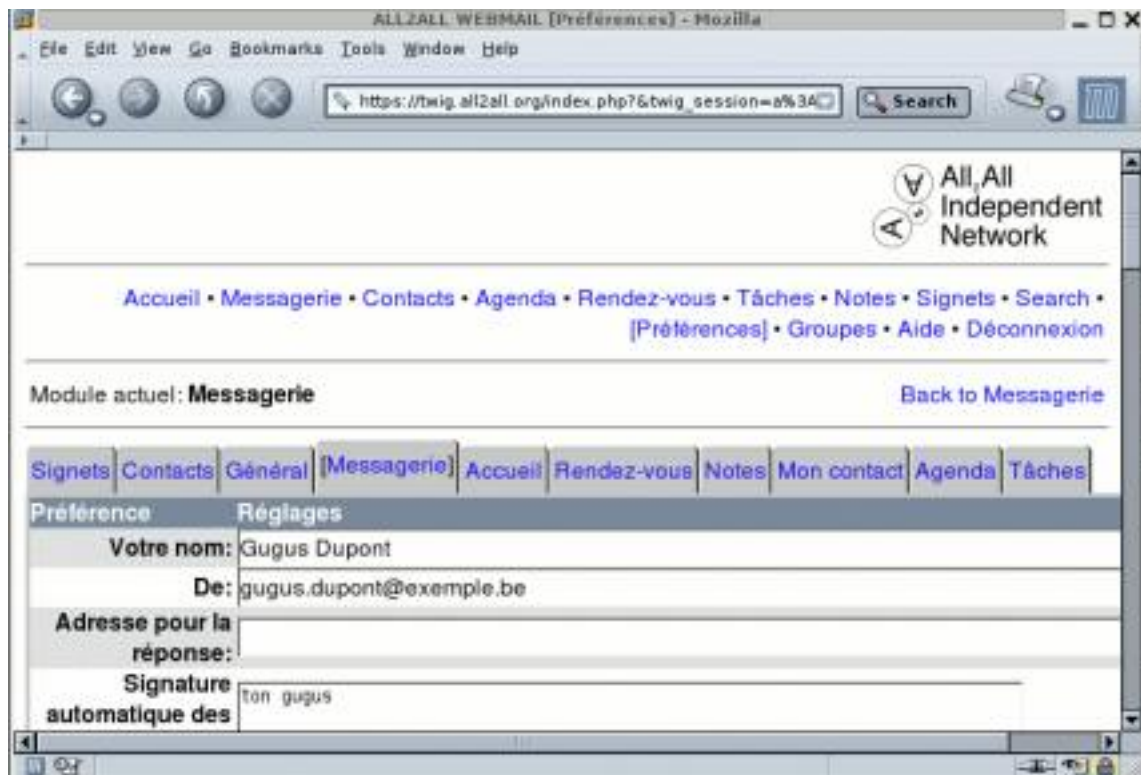 ALL2ALL WEBMAIL [Préférences] - Mozilla
File Edit View Go Bookmarks Tools Window Help
https://twig.all2all.org/index.php?&twig_session=a%3A
Search
All2All
Independent
Network
Accueil • Messagerie • Contacts • Agenda • Rendez-vous • Tâches • Notes • Signets • Search •
[Préférences] • Groupes • Aide • Déconnexion
Module actuel: Messagerie
Back to Messagerie
Signets Contacts Général [Messagerie] Accueil Rendez-vous Notes Mon contact Agenda Tâches
Préférence Réglages
Votre nom: Gugus Dupont
De: gugus.dupont@exemple.be
Adresse pour la
réponse:
Signature
automatique des
ton gugus